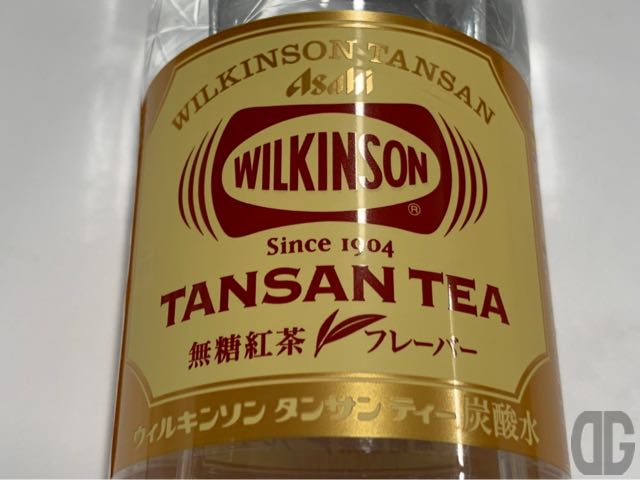 WILKINSON TANSAN
Asahi
WILKINSON
®
Since 1904
TANSAN TEA
無糖紅茶 フレーバー
ウィルキンソン タンサン ティー 炭酸水
DG